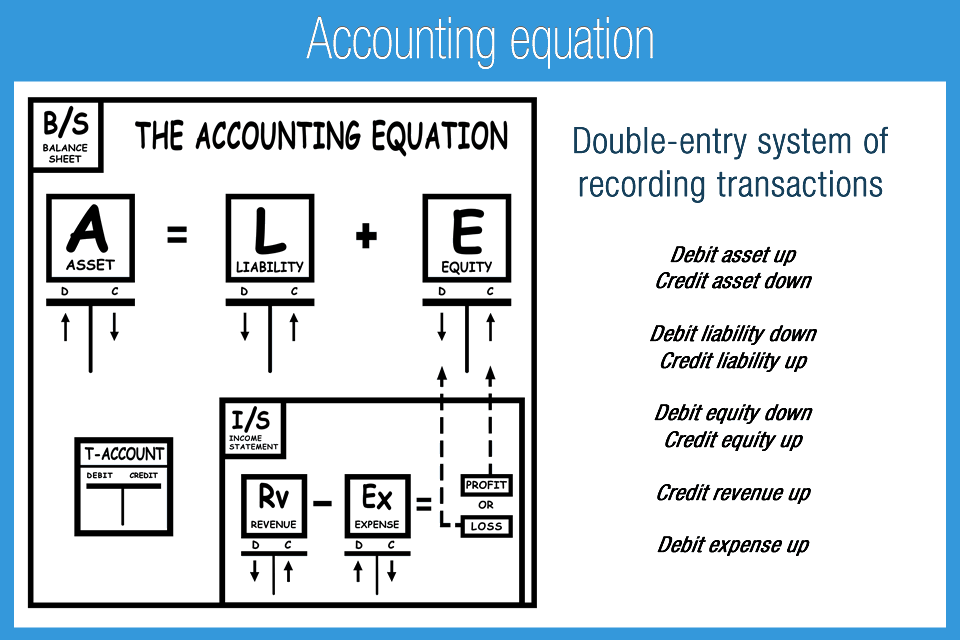 Accounting equation
B/S
BALANCE
SHEET
THE ACCOUNTING EQUATION
A = L + E
ASSET LIABILITY EQUITY
D C D C D C
I/S
INCOME
STATEMENT
T-ACCOUNT
DEBIT CREDIT
Rv - Ex =
REVENUE EXPENSE
D C D C
PROFIT
OR
LOSS
Double-entry system of
recording transactions
Debit asset up
Credit asset down
Debit liability down
Credit liability up
Debit equity down
Credit equity up
Credit revenue up
Debit expense up